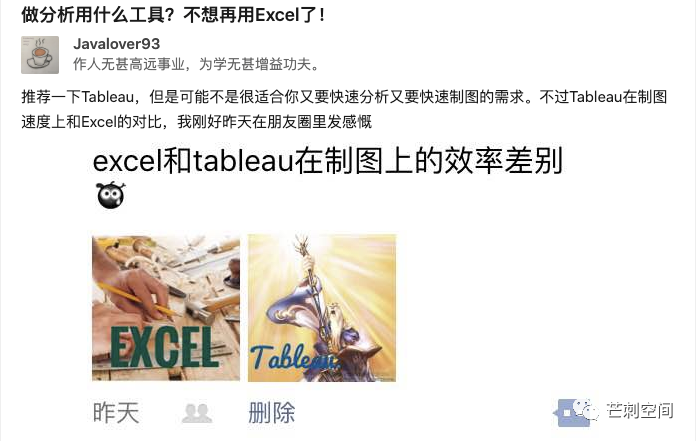 做分析用什么工具？不想再用Excel了！
Javalover93
作人无甚高远事业，为学无甚增益功夫。
推荐一下Tableau，但是可能不是很适合你又要快速分析又要快速制图的需求。不过Tableau在制图
速度上和Excel的对比，我刚好昨天在朋友圈里发感慨
excel和tableau在制图上的效率差别
EXCEL
Tableau
昨天
删除
芒刺空间